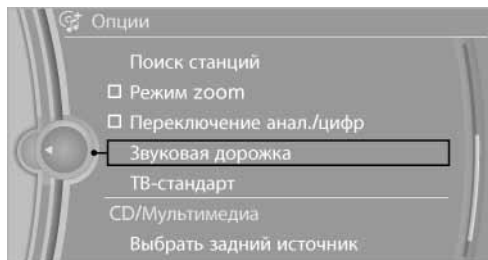 Опции
Поиск станций
Режим zoom
Переключение анал./цифр
Звуковая дорожка
ТВ-стандарт
CD/Мультимедиа
Выбрать задний источник